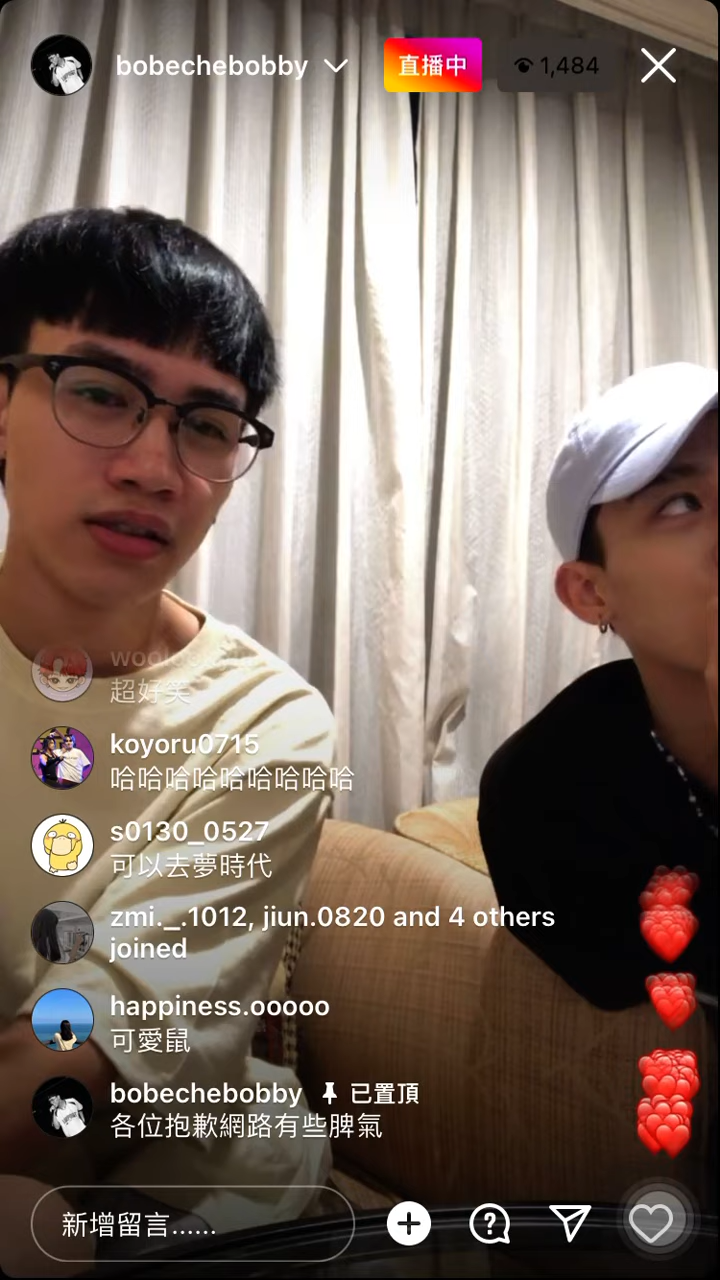 bobechebobby
直播中
1,484
超好笑
koyoru0715
哈哈哈哈哈哈哈哈哈
s0130_0527
可以去夢時代
zmi._.1012, jiun.0820 and 4 others
joined
happiness.ooooo
可愛鼠
bobechebobby 已置頂
各位抱歉網路有些脾氣
新增留言......